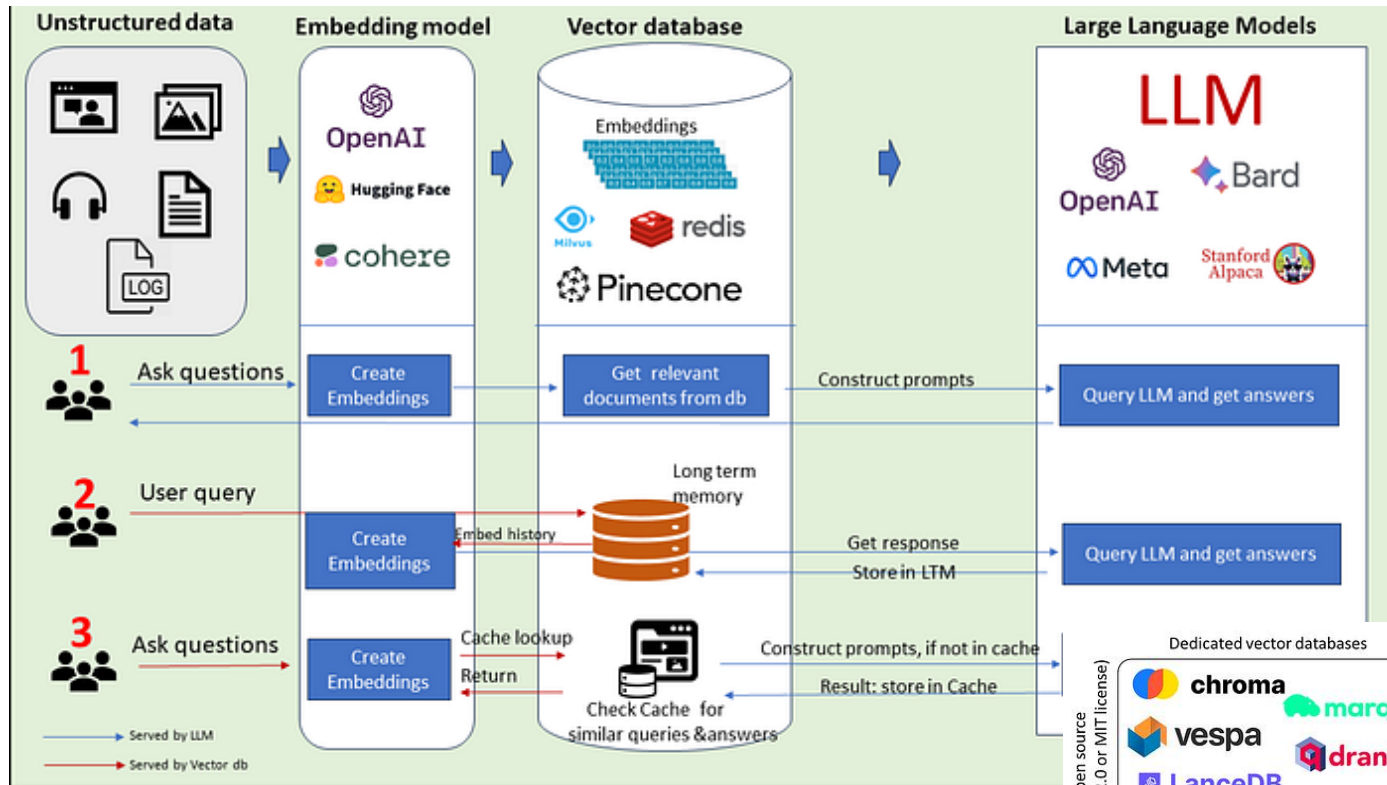 Unstructured data
Embedding model
Vector database
Large Language Models
LOG
OpenAI
Hugging Face
cohere
Embeddings
Milvus
redis
Pinecone
LLM
OpenAI
Bard
Meta
Stanford
Alpaca
1
Ask questions
Create
Embeddings
Get relevant
documents from db
Construct prompts
Query LLM and get answers
2
User query
Long term
memory
Create
Embeddings
Embed history
Get response
Store in LTM
Query LLM and get answers
3
Ask questions
Create
Embeddings
Cache lookup
Return
Check Cache for
similar queries &answers
Construct prompts, if not in cache
Result: store in Cache
Served by LLM
Served by Vector db
Dedicated vector databases
chroma
vespa
LanceDB
or MIT license)